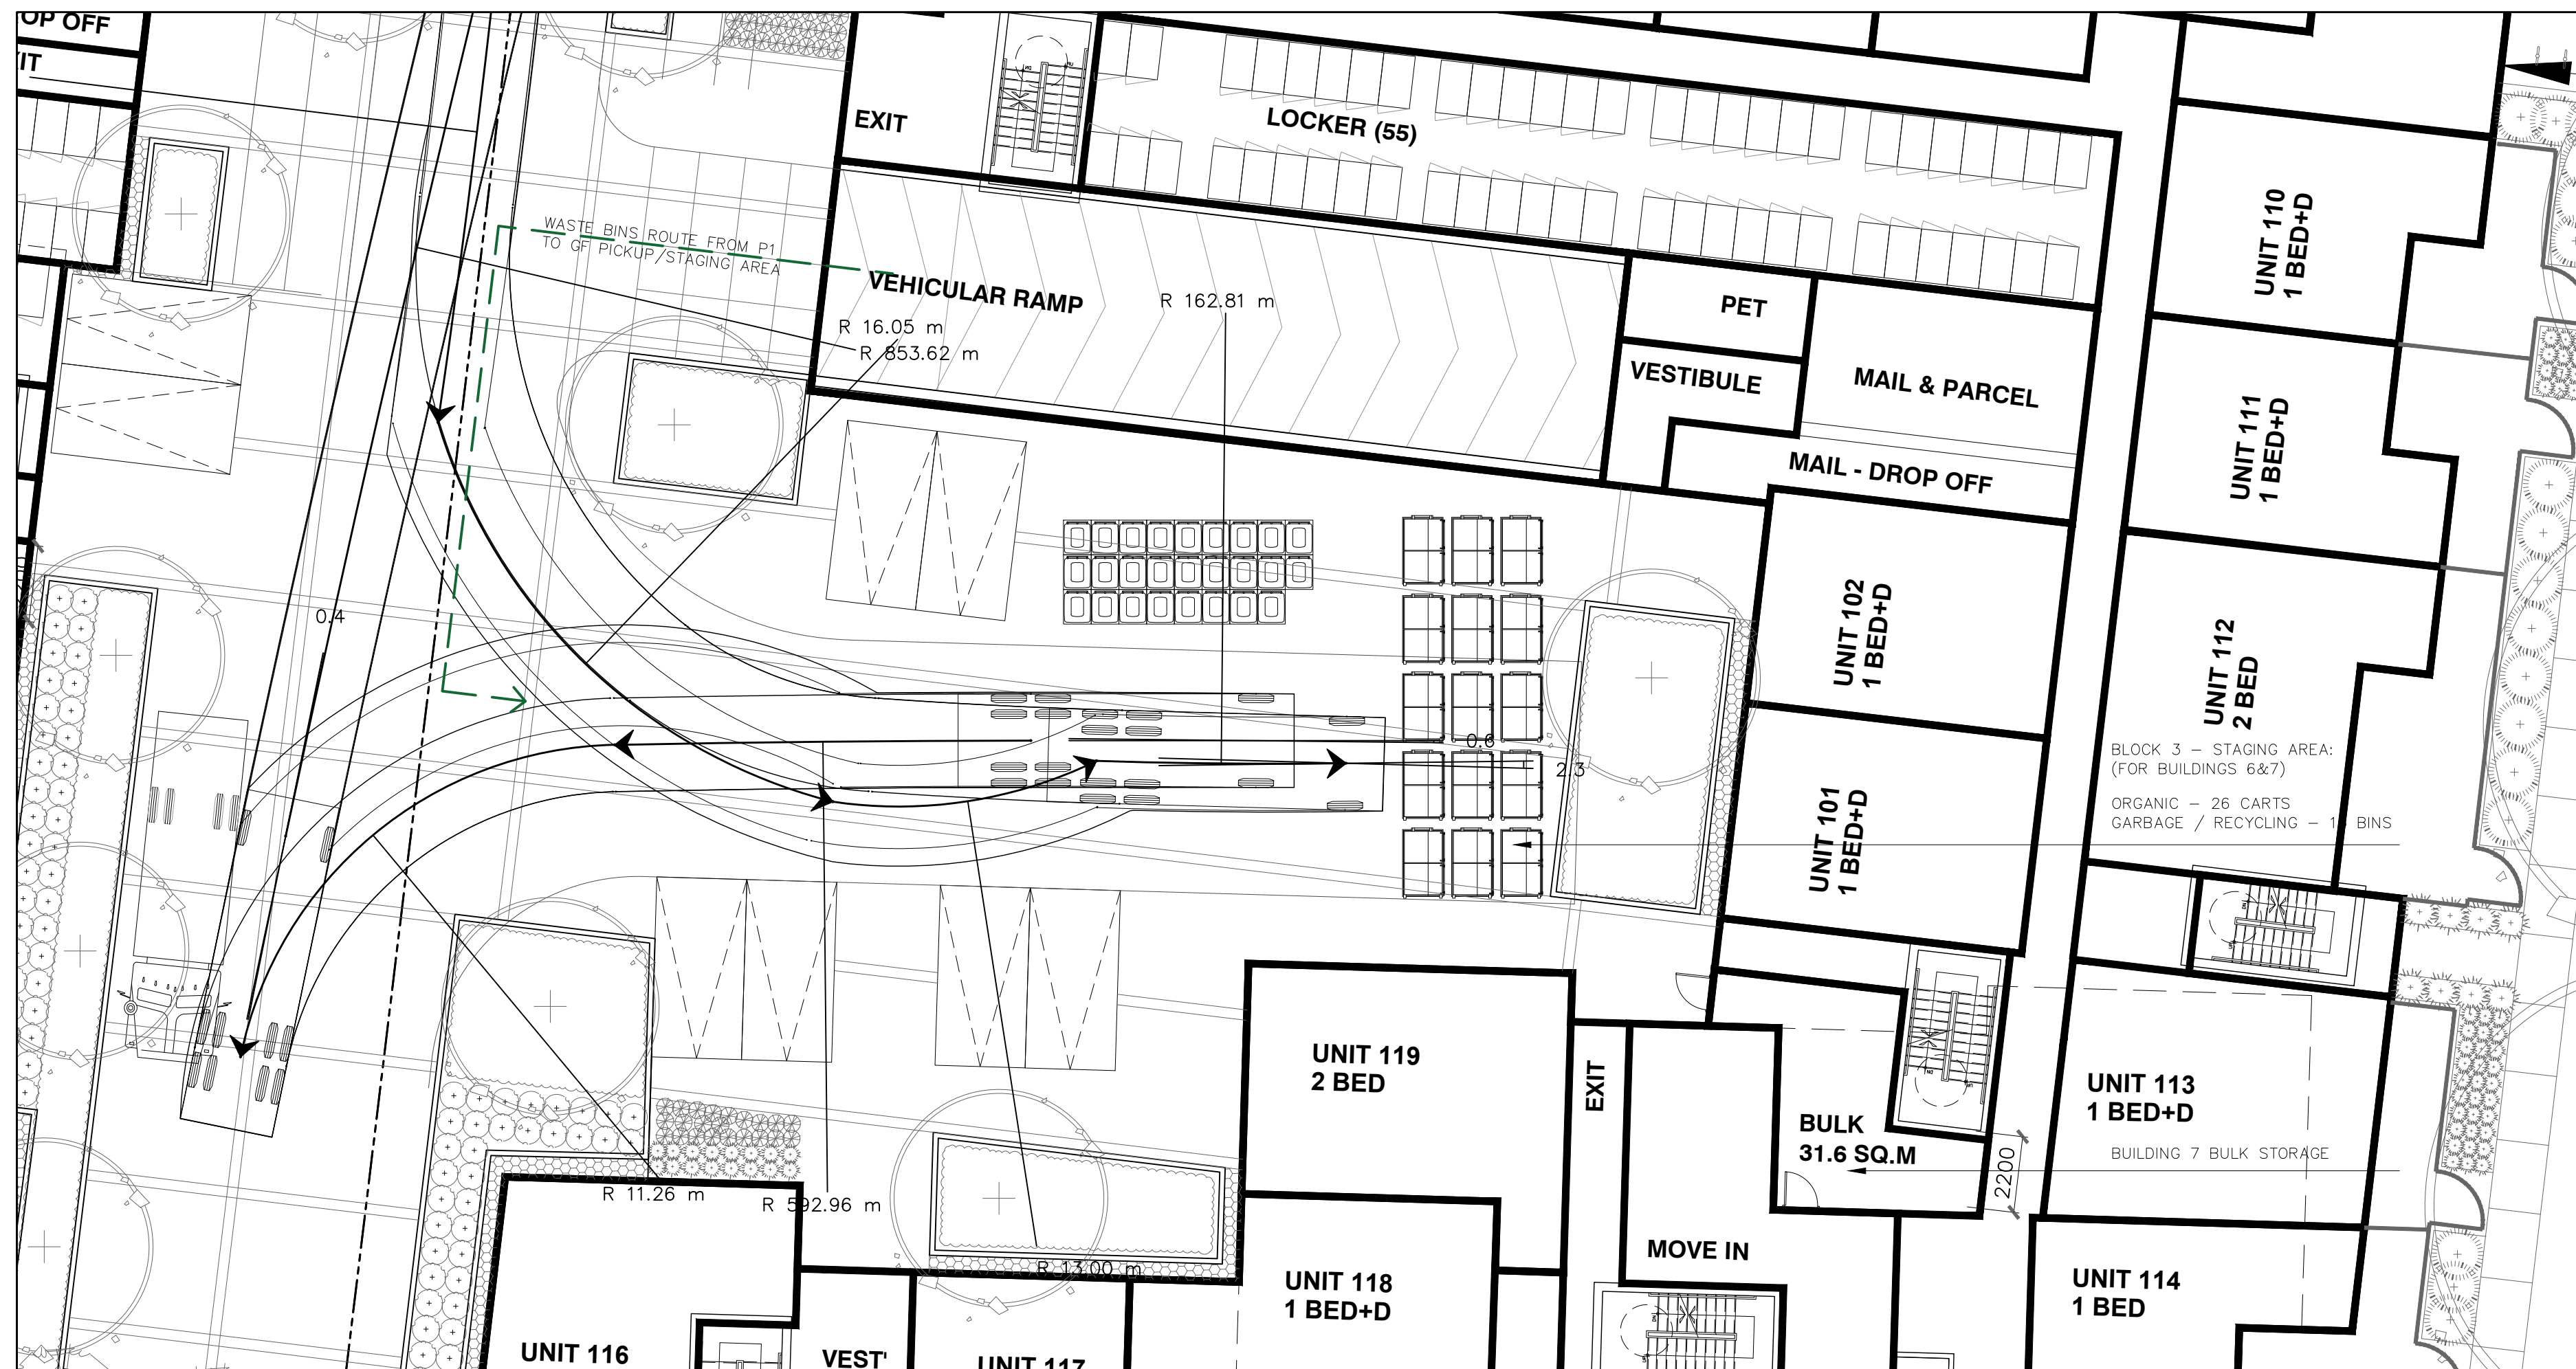 OP OFF
EXIT
LOCKER (55)
WASTE BINS ROUTE FROM P1
TO GF PICKUP/STAGING AREA
VEHICULAR RAMP
R 162.81 m
R 16.05 m
R 853.62 m
PET
VESTIBULE
MAIL & PARCEL
MAIL - DROP OFF
UNIT 110
1 BED+D
UNIT 111
1 BED+D
UNIT 102
1 BED+D
UNIT 112
2 BED
0.4
0.6
2.3
BLOCK 3 - STAGING AREA:
(FOR BUILDINGS 6&7)
ORGANIC - 26 CARTS
GARBAGE / RECYCLING - BINS
UNIT 101
1 BED+D
UNIT 119
2 BED
EXIT
BULK
31.6 SQ.M
2200
UNIT 113
1 BED+D
BUILDING 7 BULK STORAGE
R 11.26 m
R 592.96 m
R 13.00 m
MOVE IN
UNIT 118
1 BED+D
UNIT 114
1 BED
UNIT 116
VEST'
UNIT 117